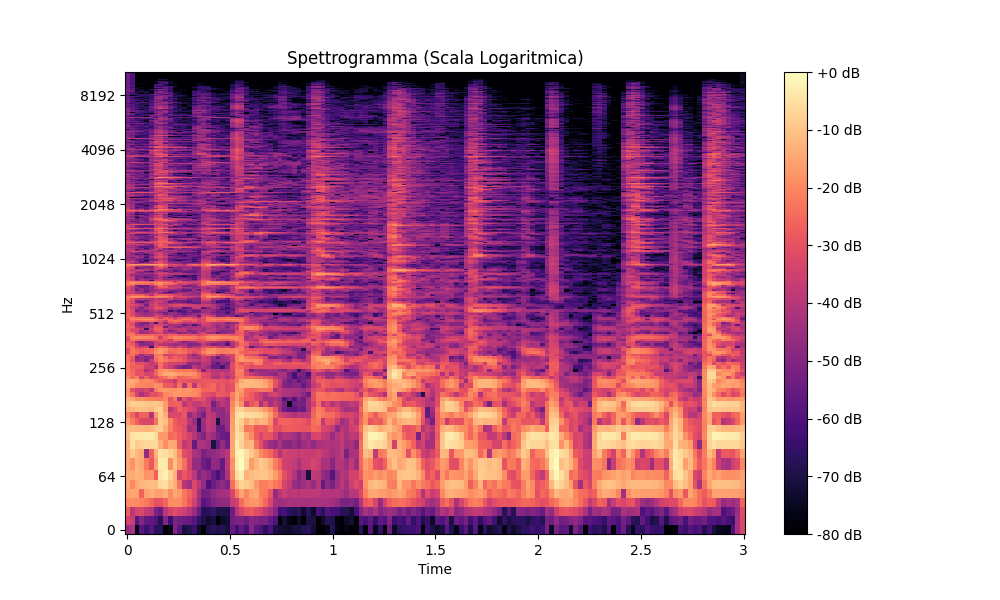 Spettrogramma (Scala Logaritmica)
Hz
8192
4096
2048
1024
512
256
128
64
0
0 0.5 1 1.5 2 2.5 3
Time
+0 dB
-10 dB
-20 dB
-30 dB
-40 dB
-50 dB
-60 dB
-70 dB
-80 dB